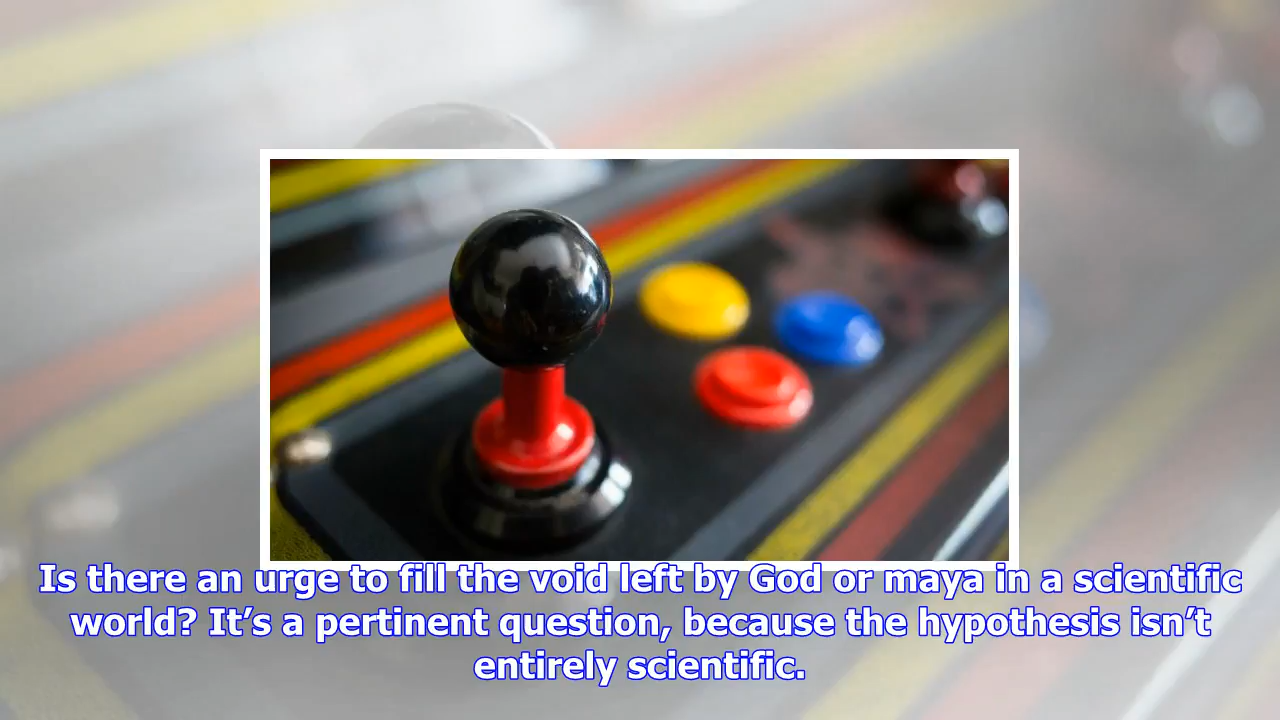 Is there an urge to fill the void left by God or maya in a scientific
world? It’s a pertinent question, because the hypothesis isn’t
entirely scientific.